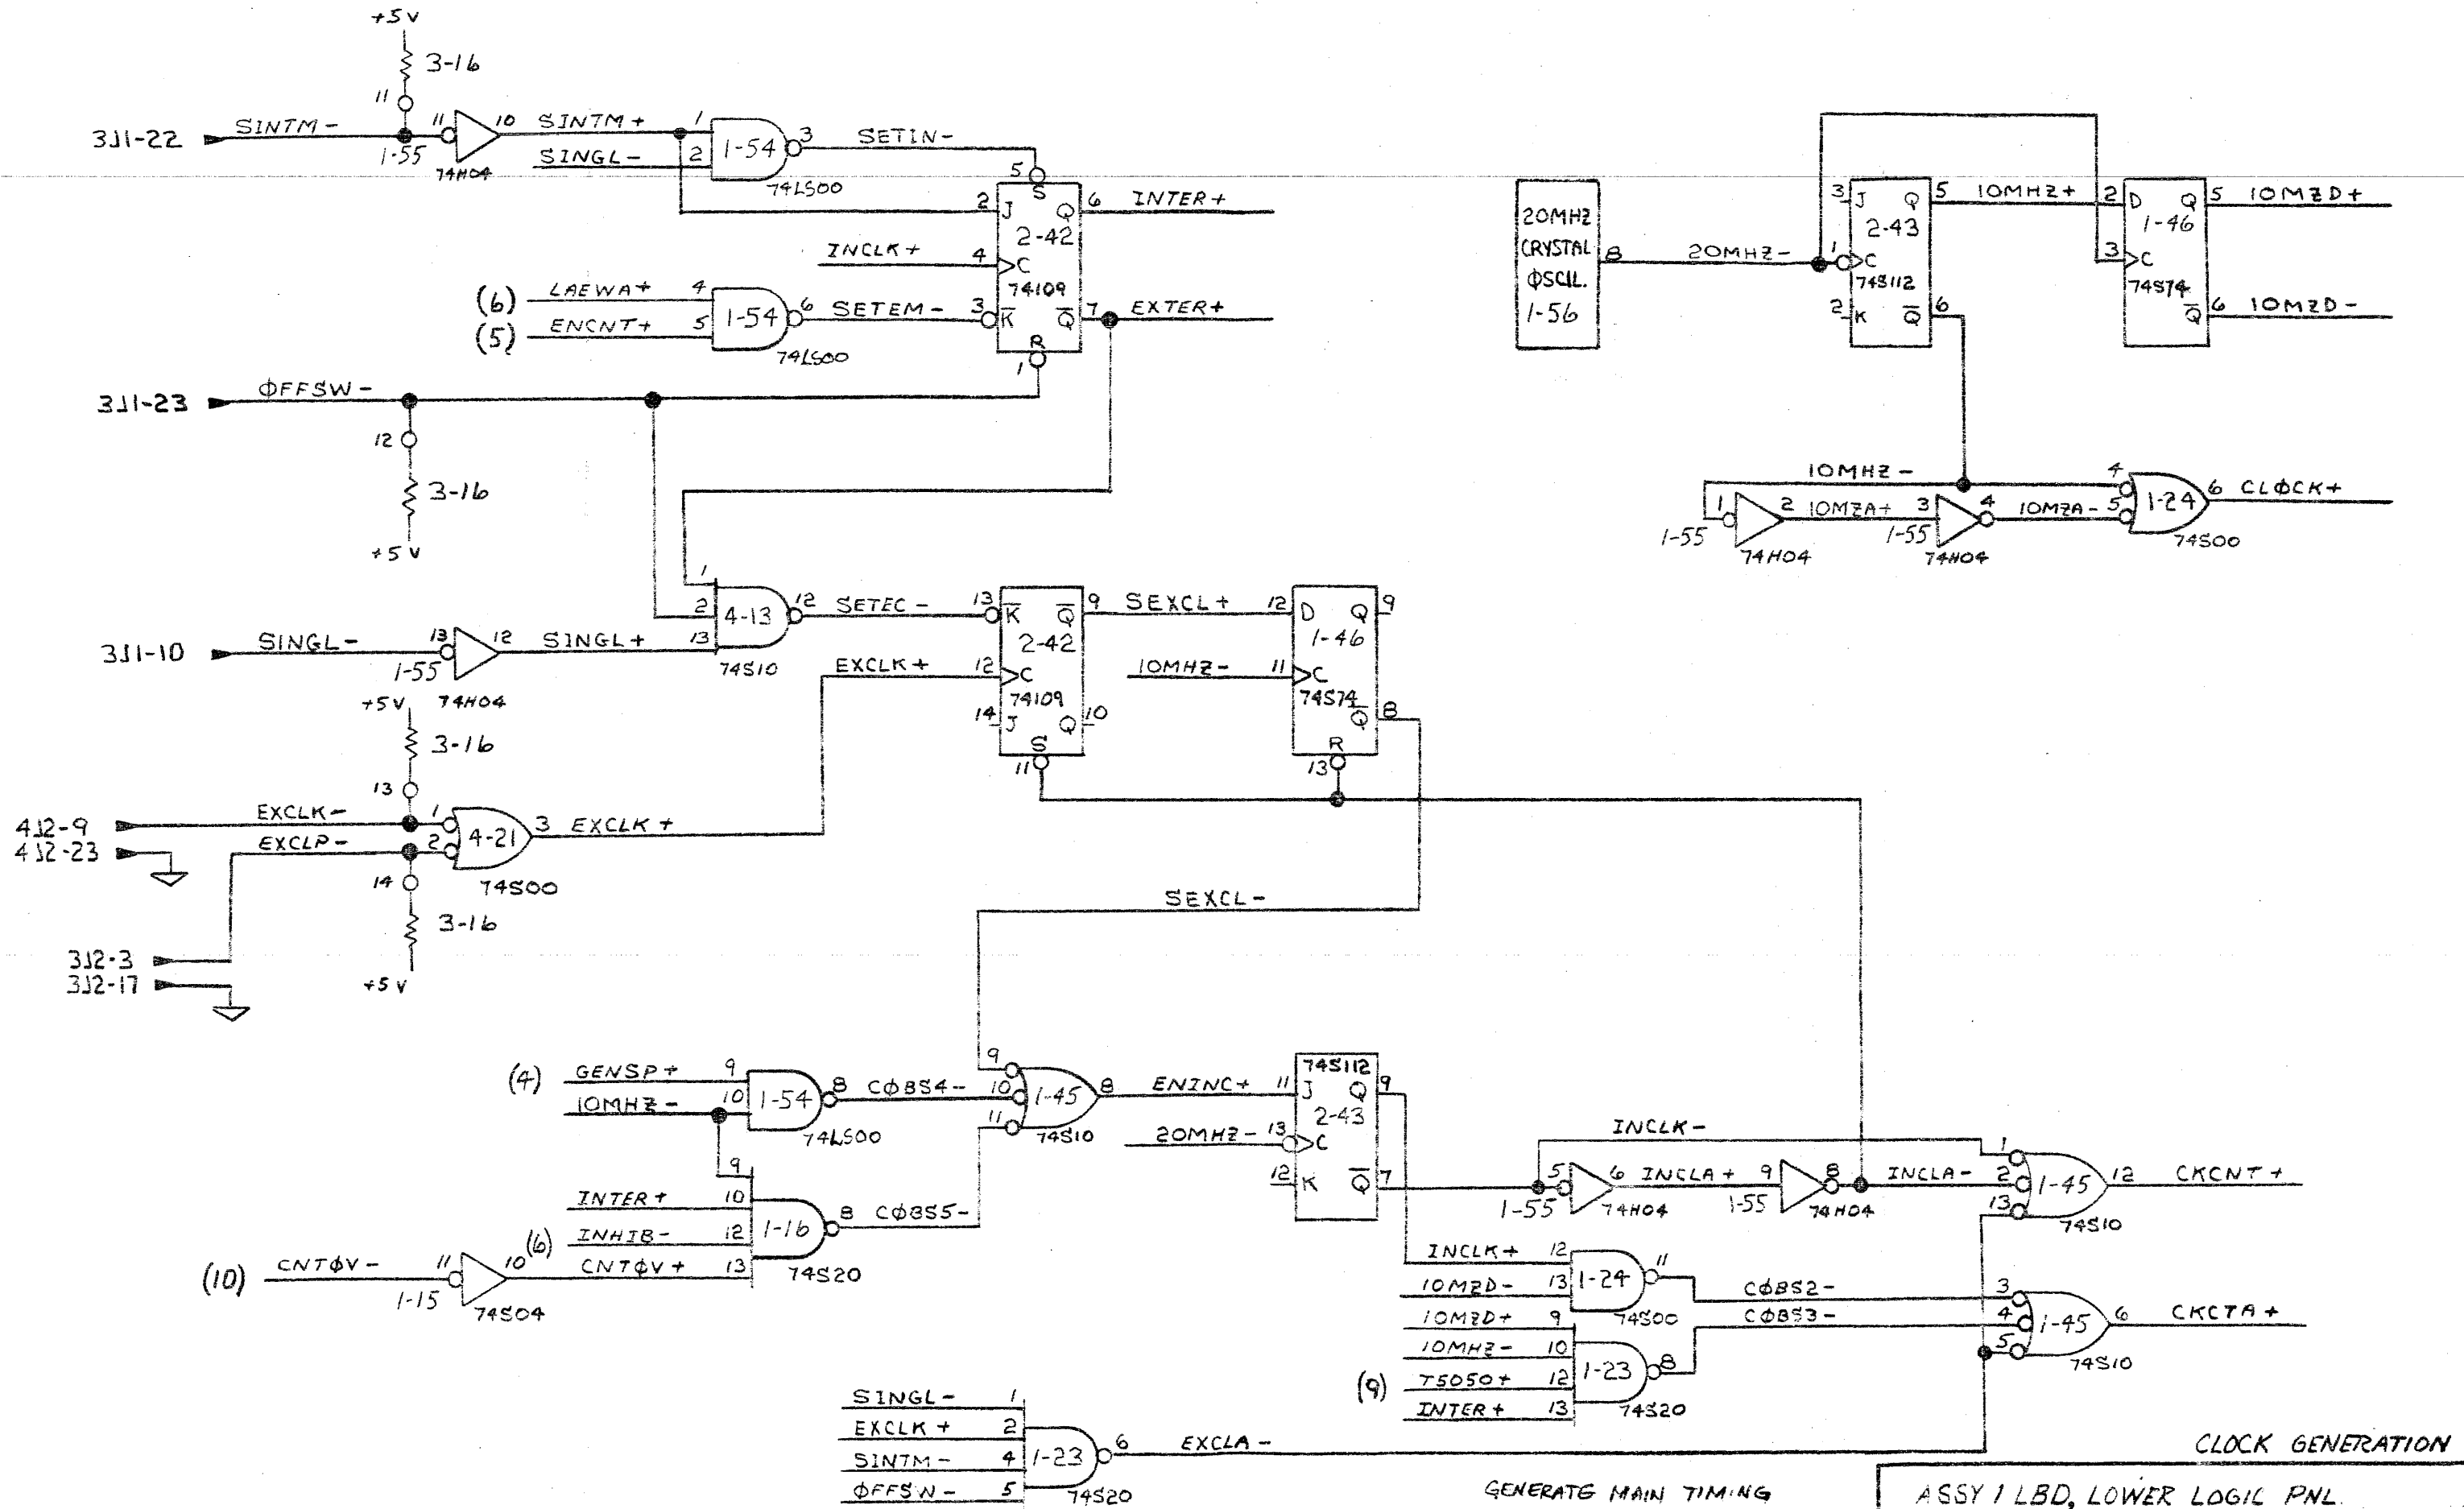 +5V
3-16
11
3J1-22 SINTM- 11 10 SINTM+ 1 1-54 3 SETIN-
1-55 74H04 SINGL- 2 74LS00
5 S
2 J Q 6 INTER+
2-42
INCLK+ 4 C
74109
(6) LAEWA+ 4 1-54 6 SETEM- 3 K Q 7 EXTER+
(5) ENCNT+ 5 74LS00
R 1
3J1-23 ØFFSW-
12
3-16
+5V
20MHZ CRYSTAL ØSCIL. 1-56
8 20MHZ- 1 C
3 J Q 5 10MHZ+ 2 D Q 5 10MZD+
2-43 1-46
74S112 3 C 74S74
2 K Q 6 Q 6 10MZD-
10MHZ- 4 1-24 6 CLØCK+
1 2 10MZA+ 3 4 10MZA- 5
1-55 74H04 1-55 74H04 74S00
1
2 4-13 12 SETEC- 13 K Q 9 SEXCL+ 12 D Q 9
3J1-10 SINGL- 13 12 SINGL+ 13
1-55 74H04 74S10
2-42 1-46
EXCLK+ 12 C 10MHZ- 11 C
74109 74S74
14 J Q 10 Q 8
S 11 R 13
+5V
3-16
13
4J2-9 EXCLK- 1 4-21 3 EXCLK+
4J2-23 EXCLP- 2
74S00
14
3-16
+5V
3J2-3
3J2-17
SEXCL-
(4) GENSP+ 9 1-54 8 CØBS4- 10 1-45 8 ENINC+ 11 J Q 9
10MHZ- 10 74LS00
9
11 74S10
74S112
2-43
20MHZ- 13 C
12 K Q 7
9
INTER+ 10
(6) INHIB- 12 1-16 8 CØBS5-
(10) CNTØV- 11 10 CNTØV+ 13 74S20
1-15 74S04
INCLK- 1
5 6 INCLA+ 9 8 INCLA- 2 1-45 12 CKCNT+
1-55 74H04 1-55 74H04 13 74S10
INCLK+ 12 1-24 11 CØBS2- 3
10MZD- 13 74S00
10MZD+ 9 CØBS3- 4 1-45 6 CKCTA+
10MHZ- 10 1-23 8 5 74S10
(9) T5050+ 12
INTER+ 13 74S20
SINGL- 1
EXCLK+ 2
SINTM- 4 1-23 6 EXCLA-
ØFFSW- 5 74S20
CLOCK GENERATION
GENERATE MAIN TIMING
ASSY 1 LBD, LOWER LOGIC PNL.